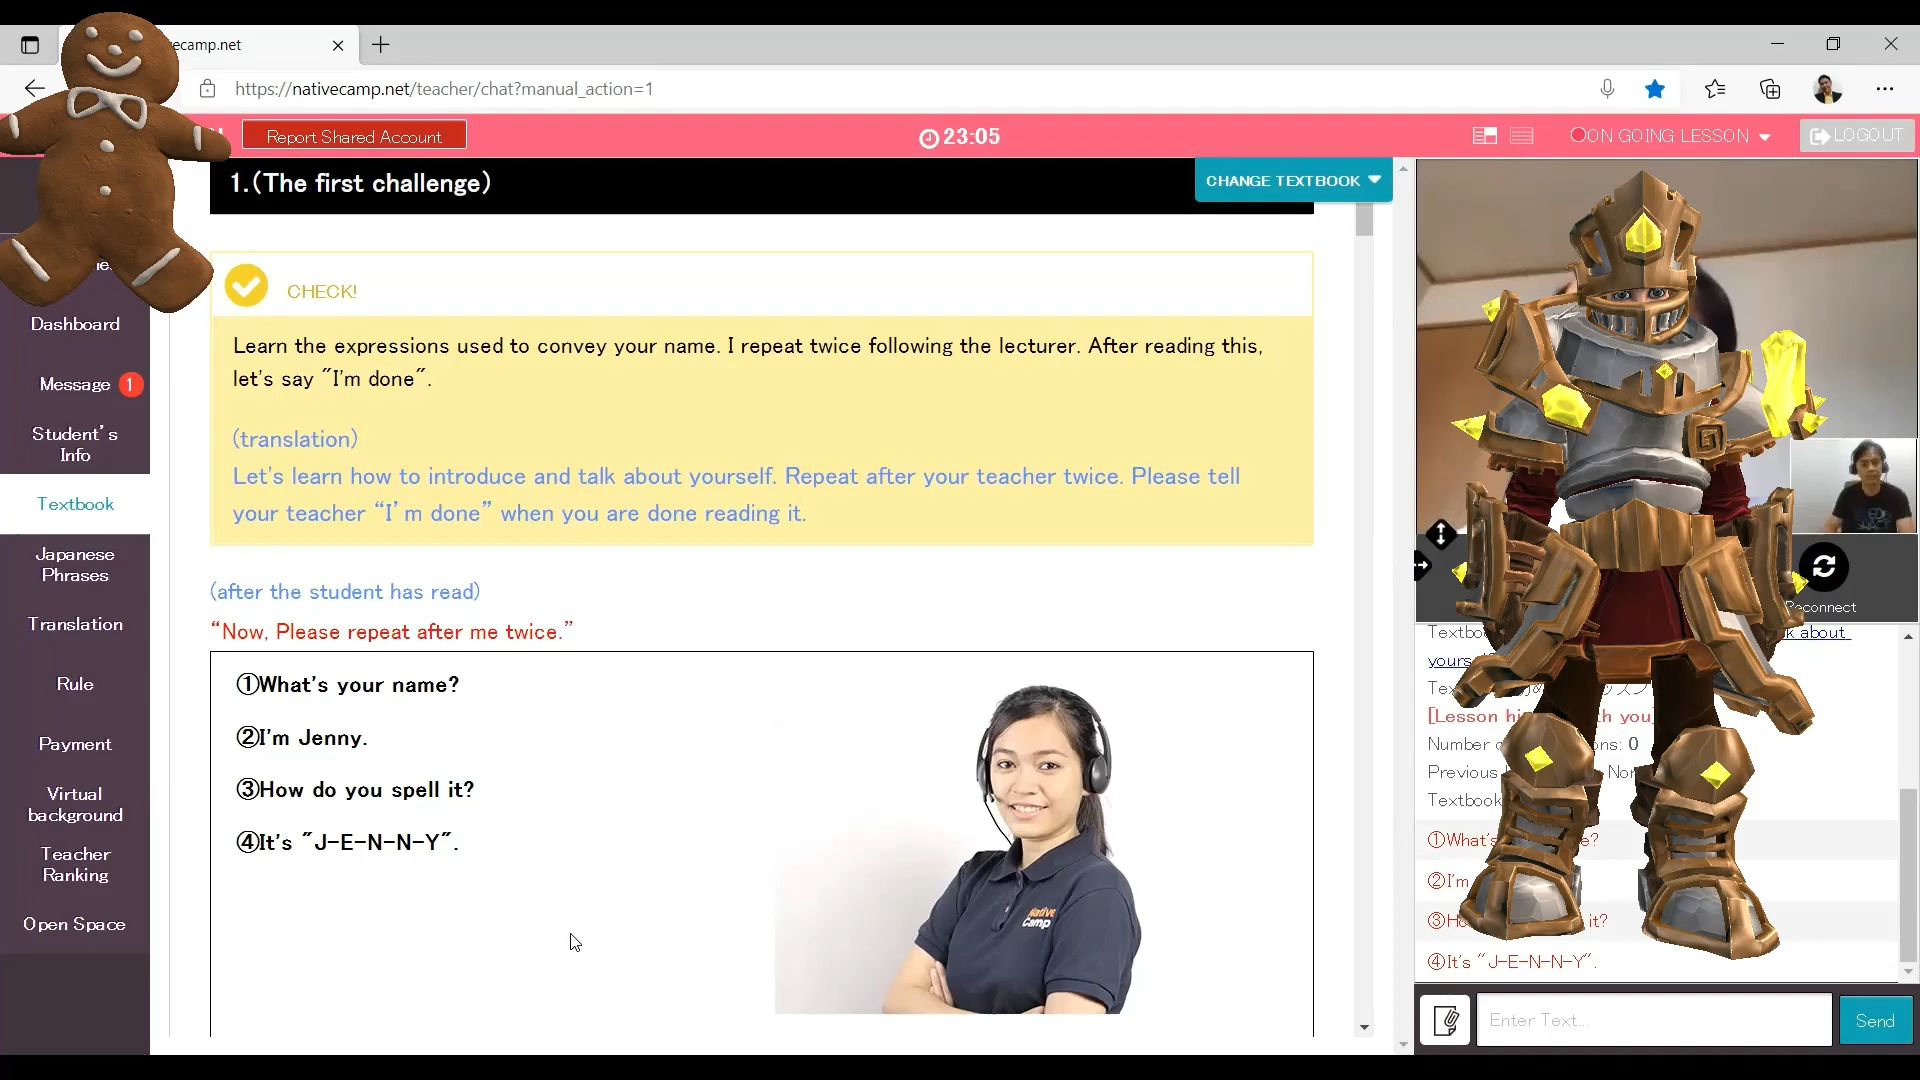 ecamp.net
https://nativecamp.net/teacher/chat?manual_action=1
Report Shared Account
23:05
ON GOING LESSON
LOGOUT
1.(The first challenge)
CHANGE TEXTBOOK
CHECK!
Learn the expressions used to convey your name. I repeat twice following the lecturer. After reading this,
let's say "I'm done".
(translation)
Let's learn how to introduce and talk about yourself. Repeat after your teacher twice. Please tell
your teacher “I'm done” when you are done reading it.
(after the student has read)
“Now, Please repeat after me twice.”
①What's your name?
②I'm Jenny.
③How do you spell it?
④It's "J-E-N-N-Y".
Native
Camp
Dashboard
Message 1
Student's
Info
Textbook
Japanese
Phrases
Translation
Rule
Payment
Virtual
background
Teacher
Ranking
Open Space
Reconnect
k about
yours
[Lesson hi th you]
Number ons: 0
Previous Non
Textbook
①What's e?
②I'm
③Ho it?
④It's "J-E-N-N-Y".
Enter Text...
Send